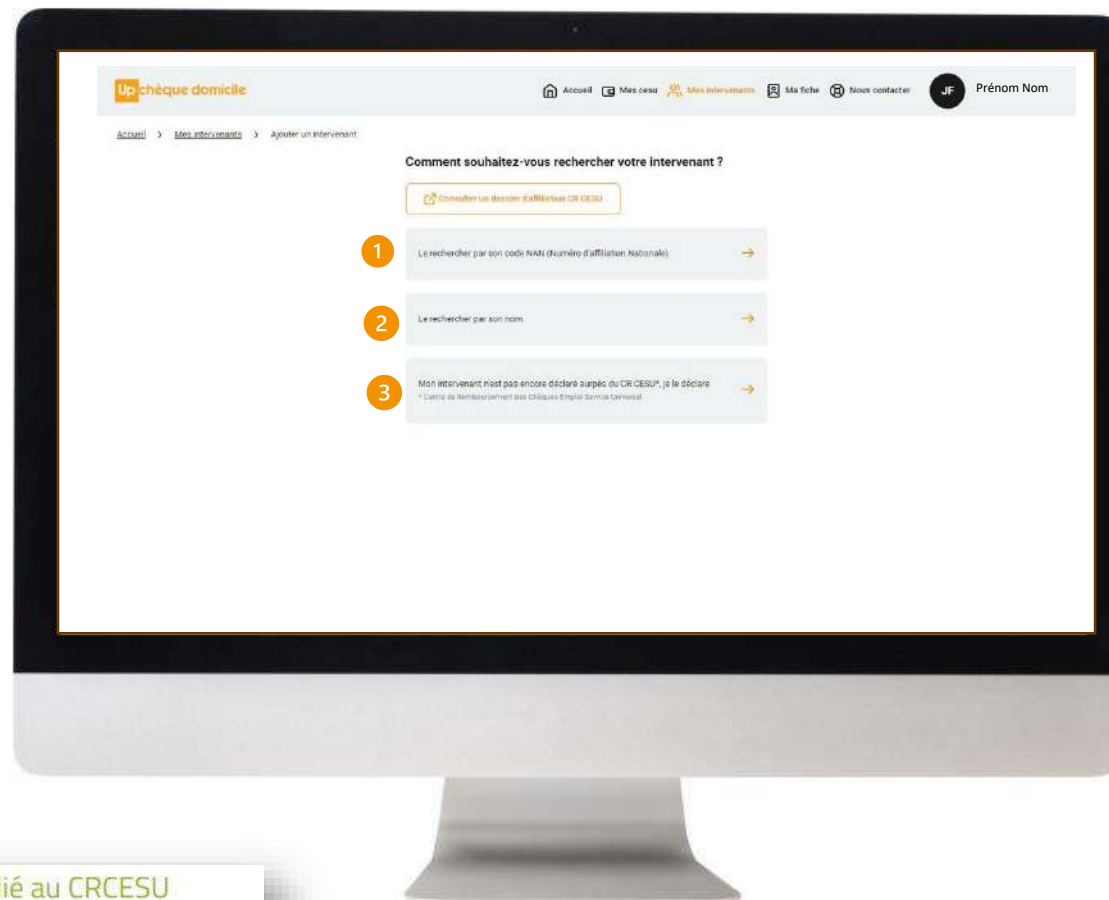 Up chèque domicile
Accueil Mes cesu Mes intervenants Ma fiche Nous contacter JF Prénom Nom
Accueil > Mes intervenants > Ajouter un intervenant
Comment souhaitez-vous rechercher votre intervenant ?
Consulter un dossier d'affiliation CR CESU
1 Le rechercher par son code NAN (Numéro d'affiliation Nationale)
2 Le rechercher par son nom
3 Mon intervenant n'est pas encore déclaré aurpès du CR CESU*, je le déclare
* Centre de Remboursement des Chèques Emploi Service Universel
ié au CRCESU